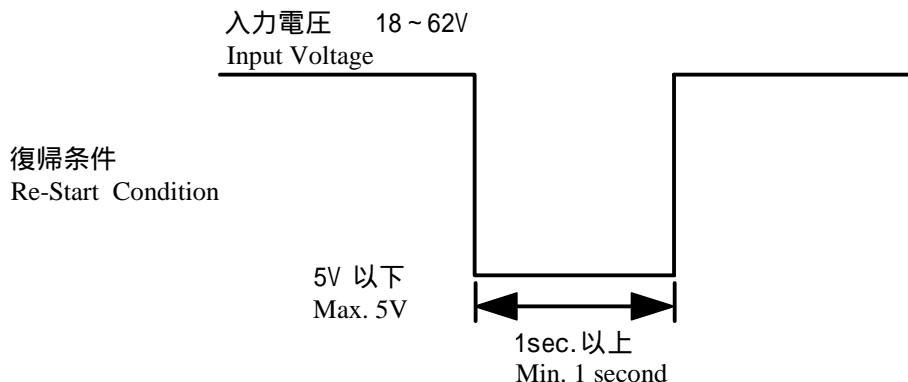 入力電圧 18~62V
Input Voltage
復帰条件
Re-Start Condition
5V 以下
Max. 5V
1sec.以上
Min. 1 second